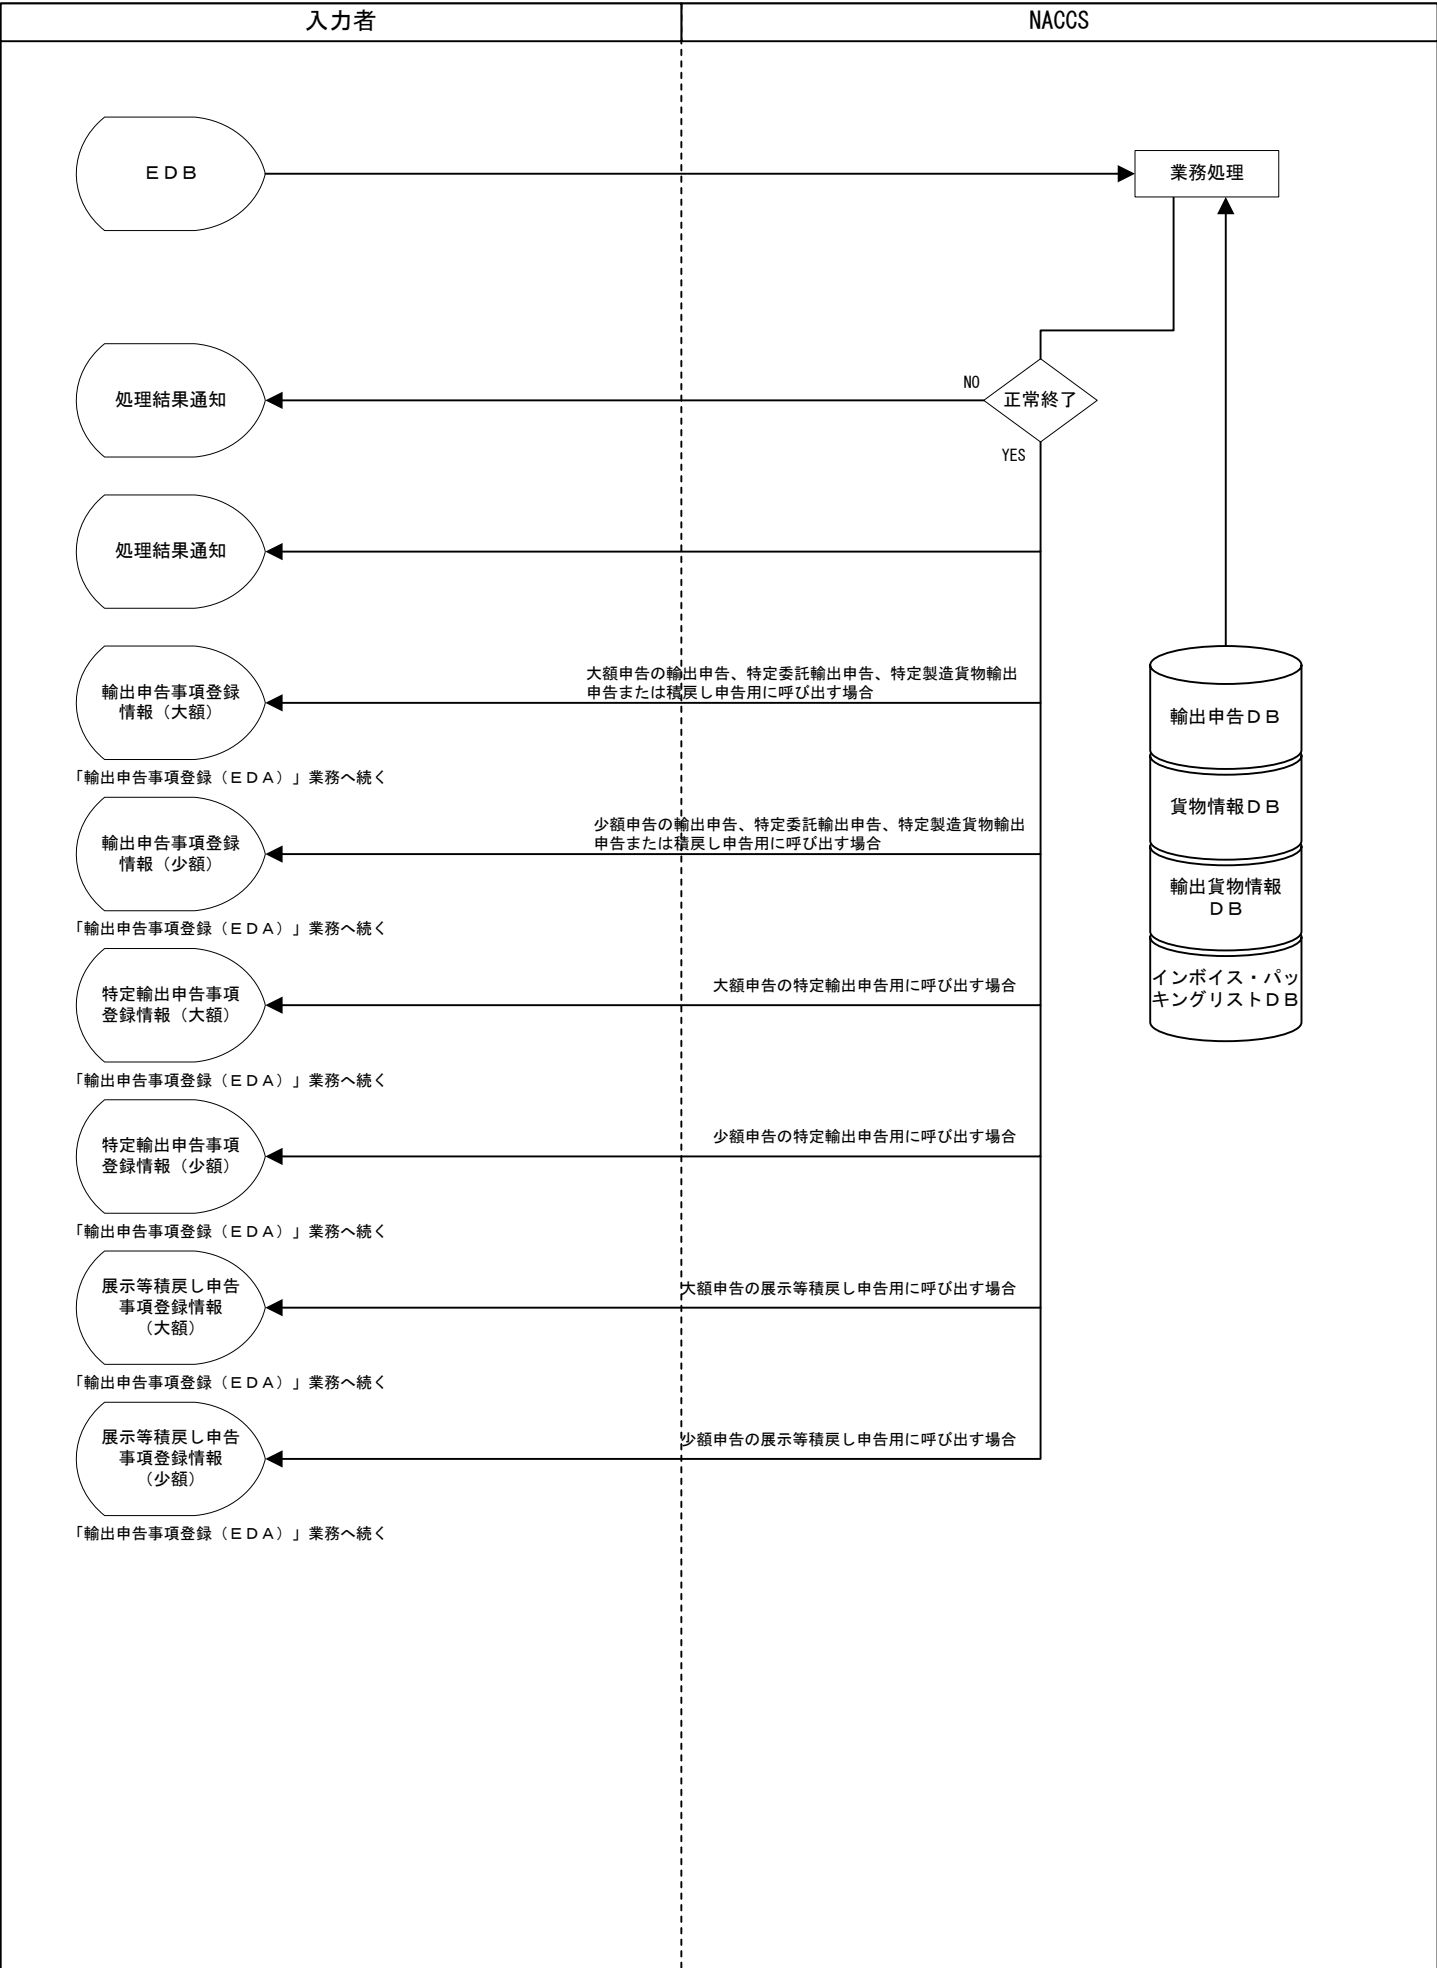 入力者
NACCS
ＥＤＢ
業務処理
処理結果通知
NO
正常終了
YES
処理結果通知
輸出申告事項登録
情報（大額）
大額申告の輸出申告、特定委託輸出申告、特定製造貨物輸出
申告または積戻し申告用に呼び出す場合
「輸出申告事項登録（ＥＤＡ）」業務へ続く
輸出申告事項登録
情報（少額）
少額申告の輸出申告、特定委託輸出申告、特定製造貨物輸出
申告または積戻し申告用に呼び出す場合
「輸出申告事項登録（ＥＤＡ）」業務へ続く
特定輸出申告事項
登録情報（大額）
大額申告の特定輸出申告用に呼び出す場合
「輸出申告事項登録（ＥＤＡ）」業務へ続く
特定輸出申告事項
登録情報（少額）
少額申告の特定輸出申告用に呼び出す場合
「輸出申告事項登録（ＥＤＡ）」業務へ続く
展示等積戻し申告
事項登録情報
（大額）
大額申告の展示等積戻し申告用に呼び出す場合
「輸出申告事項登録（ＥＤＡ）」業務へ続く
展示等積戻し申告
事項登録情報
（少額）
少額申告の展示等積戻し申告用に呼び出す場合
「輸出申告事項登録（ＥＤＡ）」業務へ続く
輸出申告ＤＢ
貨物情報ＤＢ
輸出貨物情報
ＤＢ
インボイス・パッ
キングリストＤＢ